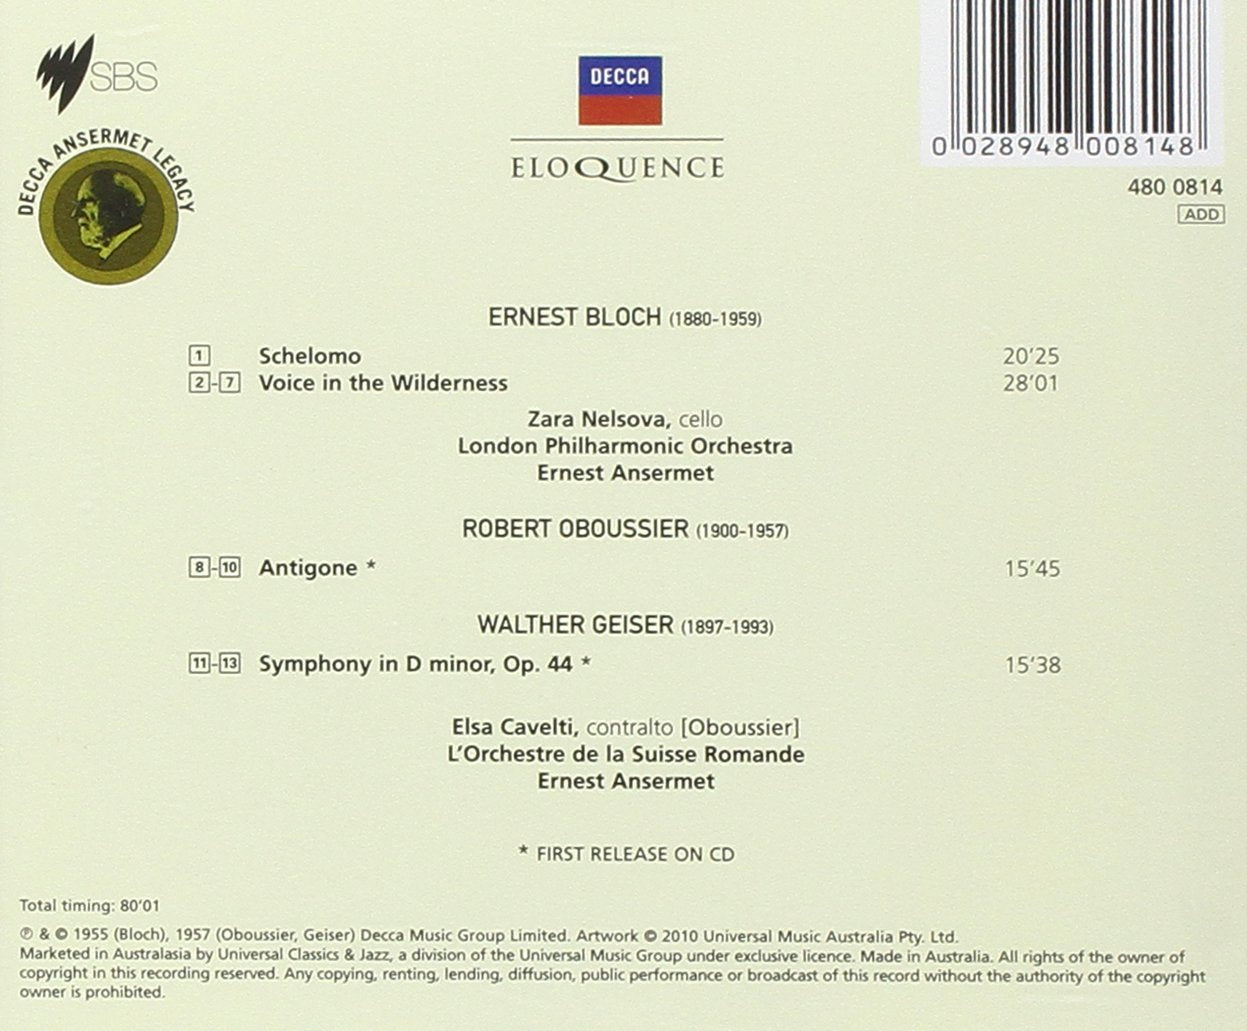 SBS
DECCA ANSERMET LEGACY
DECCA
ELOQUENCE
0 028948 008148
480 0814
ADD
ERNEST BLOCH (1880-1959)
1 Schelomo 20'25
2-7 Voice in the Wilderness 28'01
Zara Nelsova, cello
London Philharmonic Orchestra
Ernest Ansermet
ROBERT OBOUSSIER (1900-1957)
8-10 Antigone * 15'45
WALTHER GEISER (1897-1993)
11-13 Symphony in D minor, Op. 44 * 15'38
Elsa Cavelti, contralto [Oboussier]
L'Orchestre de la Suisse Romande
Ernest Ansermet
* FIRST RELEASE ON CD
Total timing: 80'01
℗ & © 1955 (Bloch), 1957 (Oboussier, Geiser) Decca Music Group Limited. Artwork © 2010 Universal Music Australia Pty. Ltd.
Marketed in Australasia by Universal Classics & Jazz, a division of the Universal Music Group under exclusive licence. Made in Australia. All rights of the owner of
copyright in this recording reserved. Any copying, renting, lending, diffusion, public performance or broadcast of this record without the authority of the copyright
owner is prohibited.